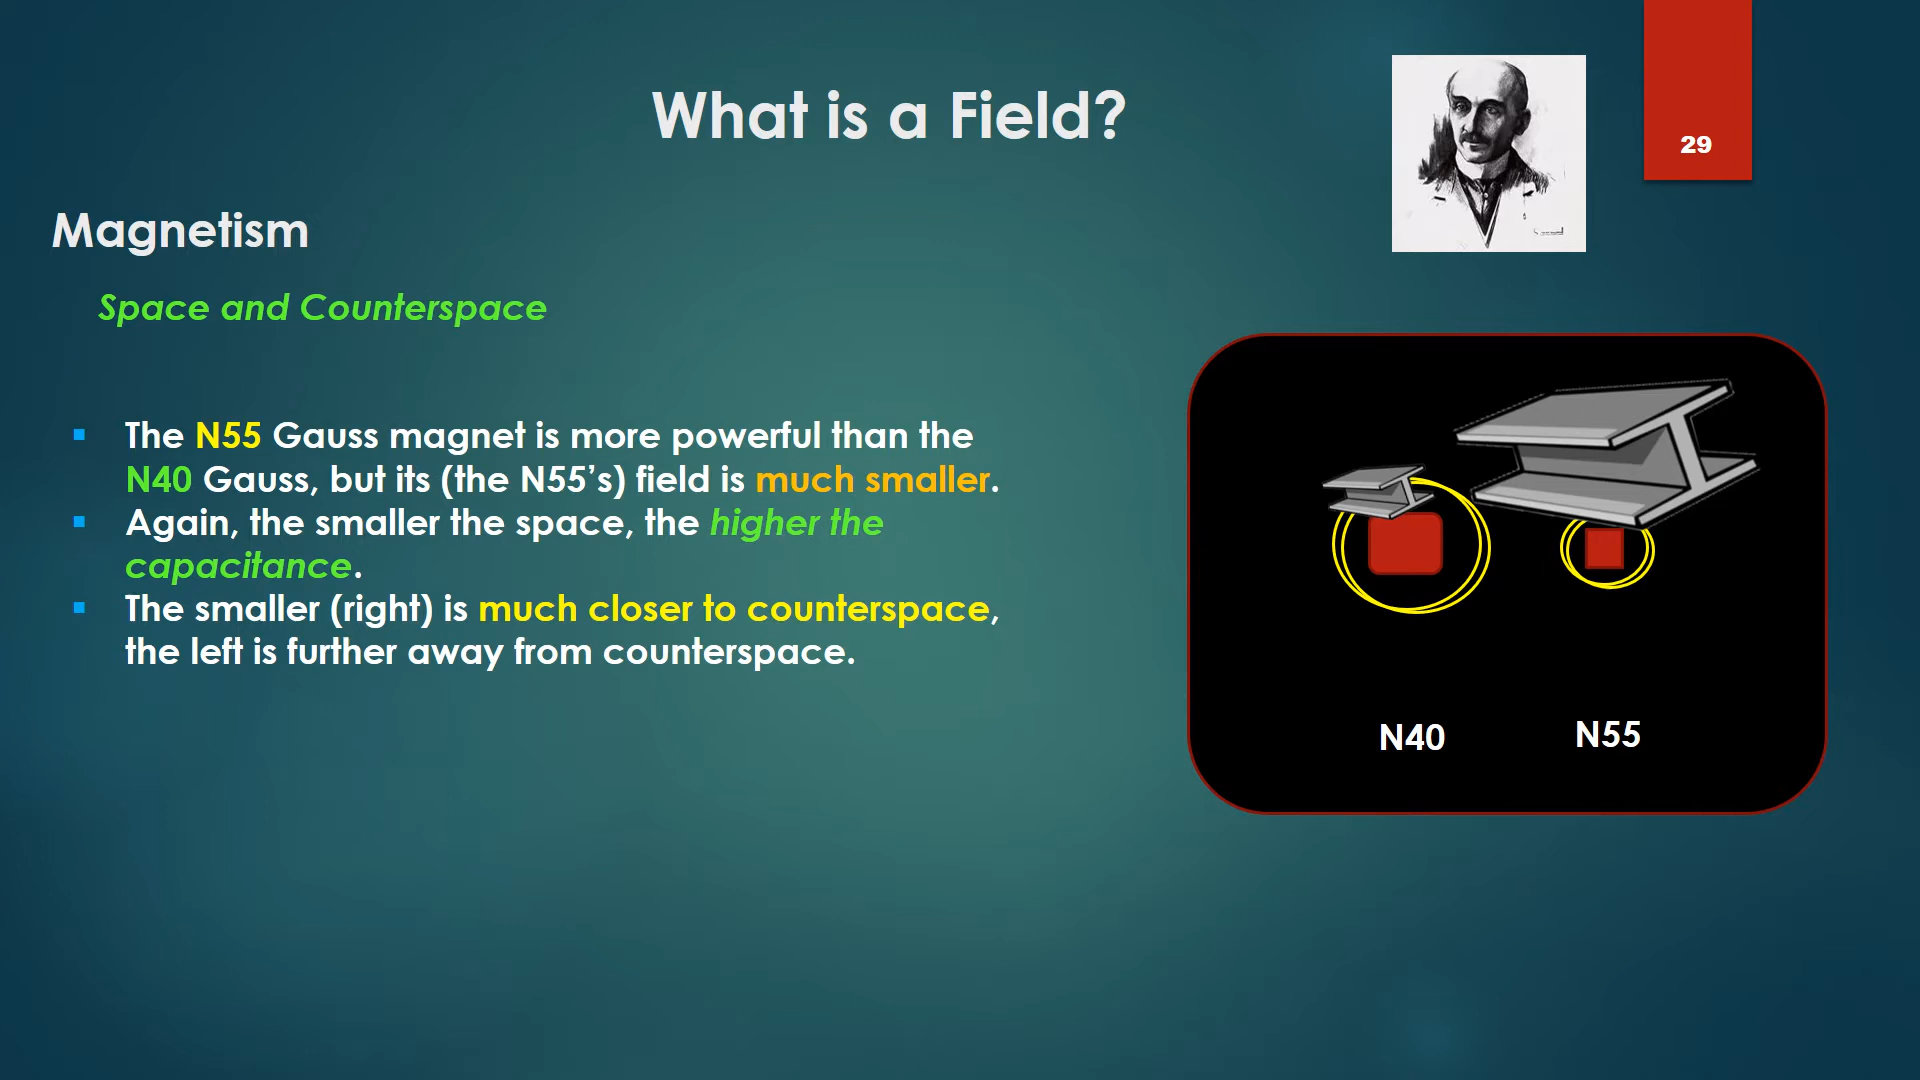 What is a Field?
29
Magnetism
Space and Counterspace
▪ The N55 Gauss magnet is more powerful than the
N40 Gauss, but its (the N55’s) field is much smaller.
▪ Again, the smaller the space, the higher the
capacitance.
▪ The smaller (right) is much closer to counterspace,
the left is further away from counterspace.
N40
N55